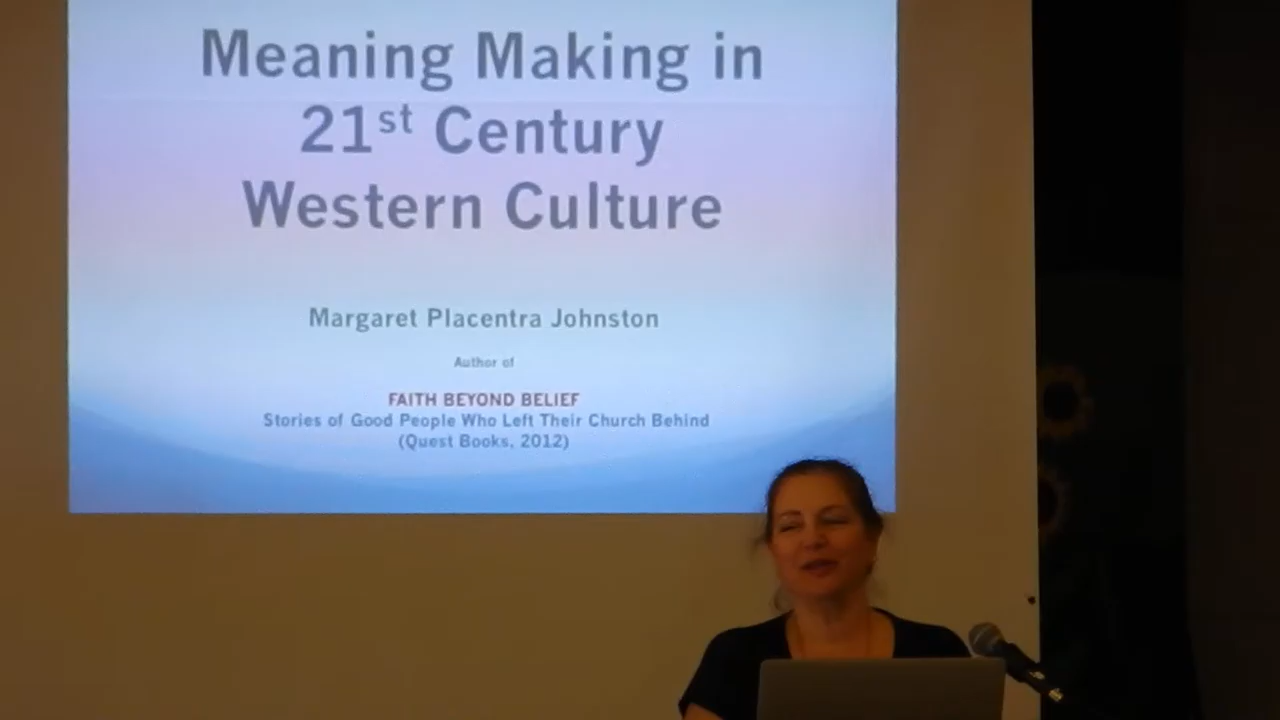 Meaning Making in
21st Century
Western Culture
Margaret Placentra Johnston
Author of
FAITH BEYOND BELIEF
Stories of Good People Who Left Their Church Behind
(Quest Books, 2012)